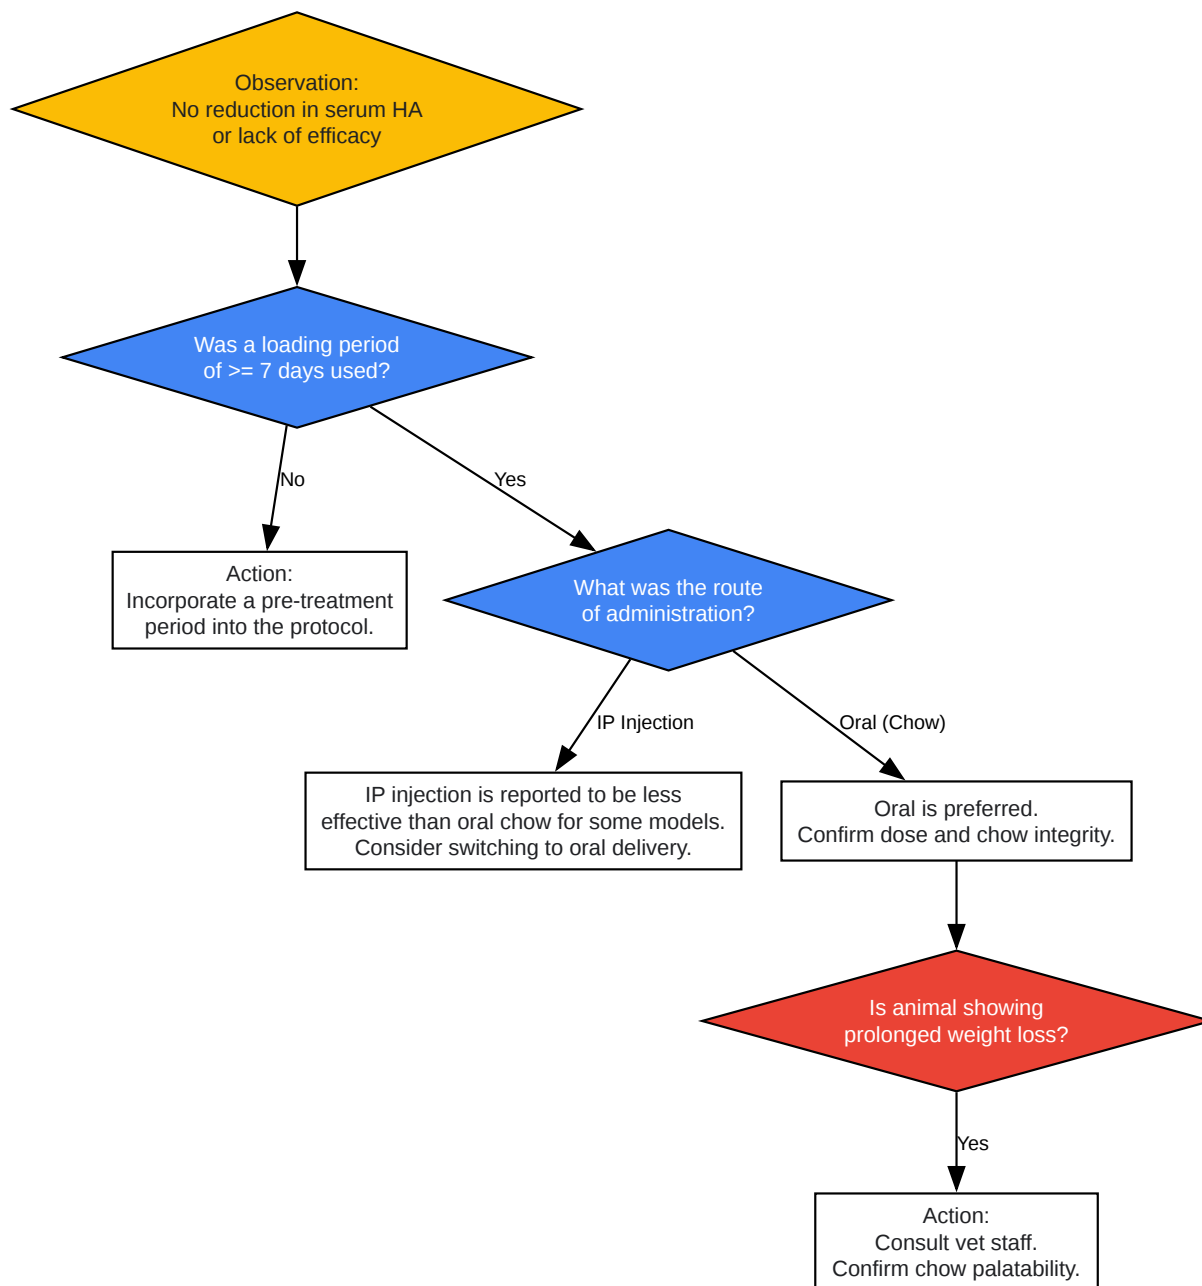 Observation:
No reduction in serum HA
or lack of efficacy
Was a loading period
of >= 7 days used?
No
Yes
Action:
Incorporate a pre-treatment
period into the protocol.
What was the route
of administration?
IP Injection
Oral (Chow)
IP injection is reported to be less
effective than oral chow for some models.
Consider switching to oral delivery.
Oral is preferred.
Confirm dose and chow integrity.
Is animal showing
prolonged weight loss?
Yes
Action:
Consult vet staff.
Confirm chow palatability.